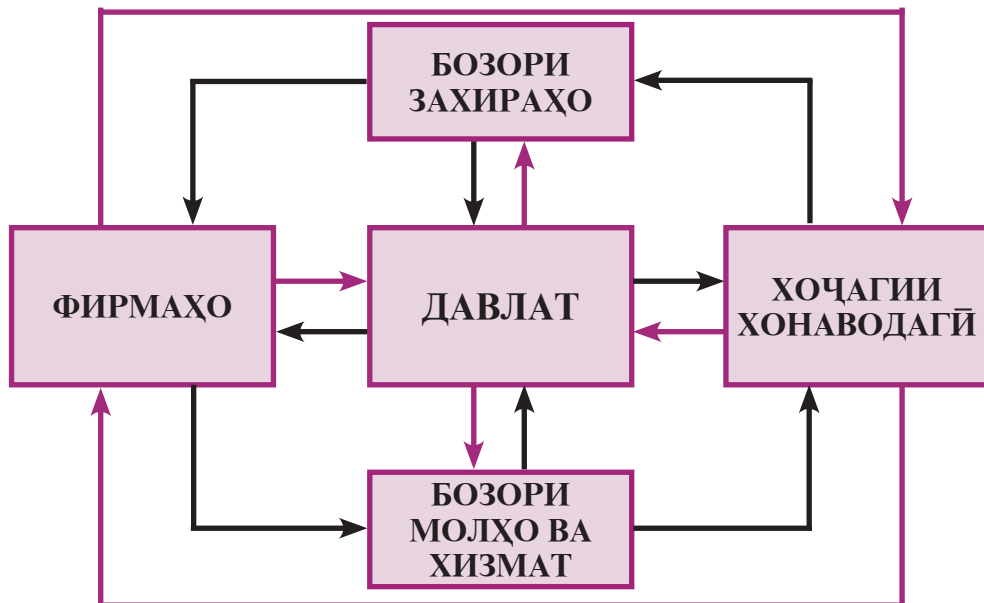 БОЗОРИ
ЗАХИРАҲО
ФИРМАҲО
ДАВЛАТ
ХОҶАГИИ
ХОНАВОДАГӢ
БОЗОРИ
МОЛҲО ВА
ХИЗМАТ